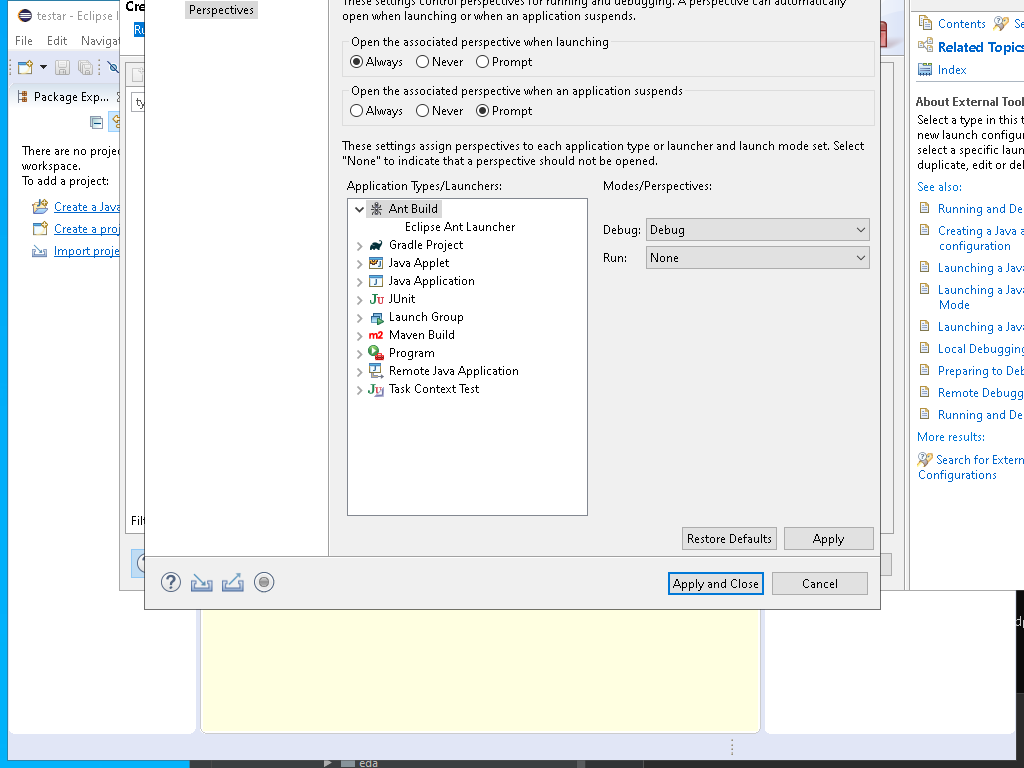 testar - Eclipse
File Edit Navigat
Package Exp...
There are no proje
workspace.
To add a project:
Create a Java
Create a proj
Import proje
Cre
Ru
ty
Filt
Perspectives
These settings control perspectives for running and debugging. A perspective can automatically
open when launching or when an application suspends.
Open the associated perspective when launching
Always Never Prompt
Open the associated perspective when an application suspends
Always Never Prompt
These settings assign perspectives to each application type or launcher and launch mode set. Select
"None" to indicate that a perspective should not be opened.
Application Types/Launchers:
Ant Build
Eclipse Ant Launcher
Gradle Project
Java Applet
Java Application
JUnit
Launch Group
Maven Build
Program
Remote Java Application
Task Context Test
Modes/Perspectives:
Debug: Debug
Run: None
Restore Defaults Apply
Apply and Close Cancel
Contents Se
Related Topics
Index
About External Tool
Select a type in this t
new launch configur
select a specific laun
duplicate, edit or del
See also:
Running and De
Creating a Java a
configuration
Launching a Java
Launching a Java
Mode
Launching a Java
Local Debugging
Preparing to Deb
Remote Debugg
Running and De
More results:
Search for Extern
Configurations
eda